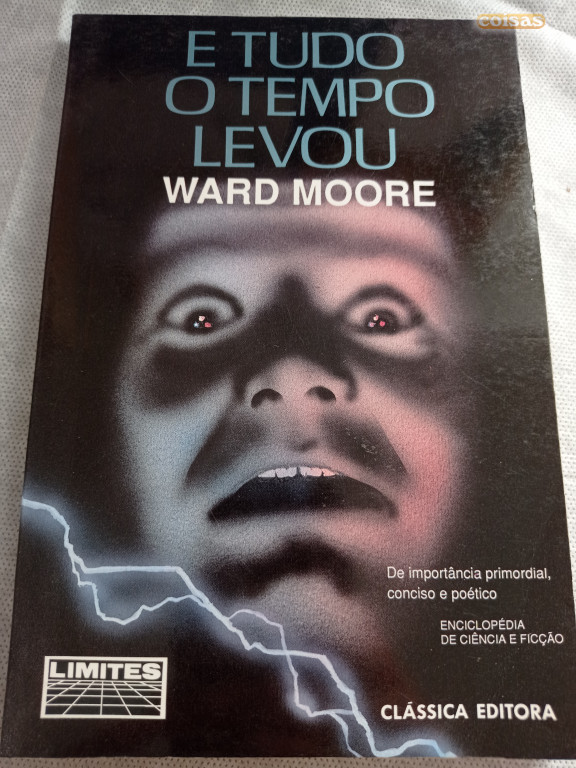 coisas
E TUDO
O TEMPO
LEVOU
WARD MOORE
De importância primordial,
conciso e poético
ENCICLOPÉDIA
DE CIÊNCIA E FICÇÃO
LIMITES
CLÁSSICA EDITORA